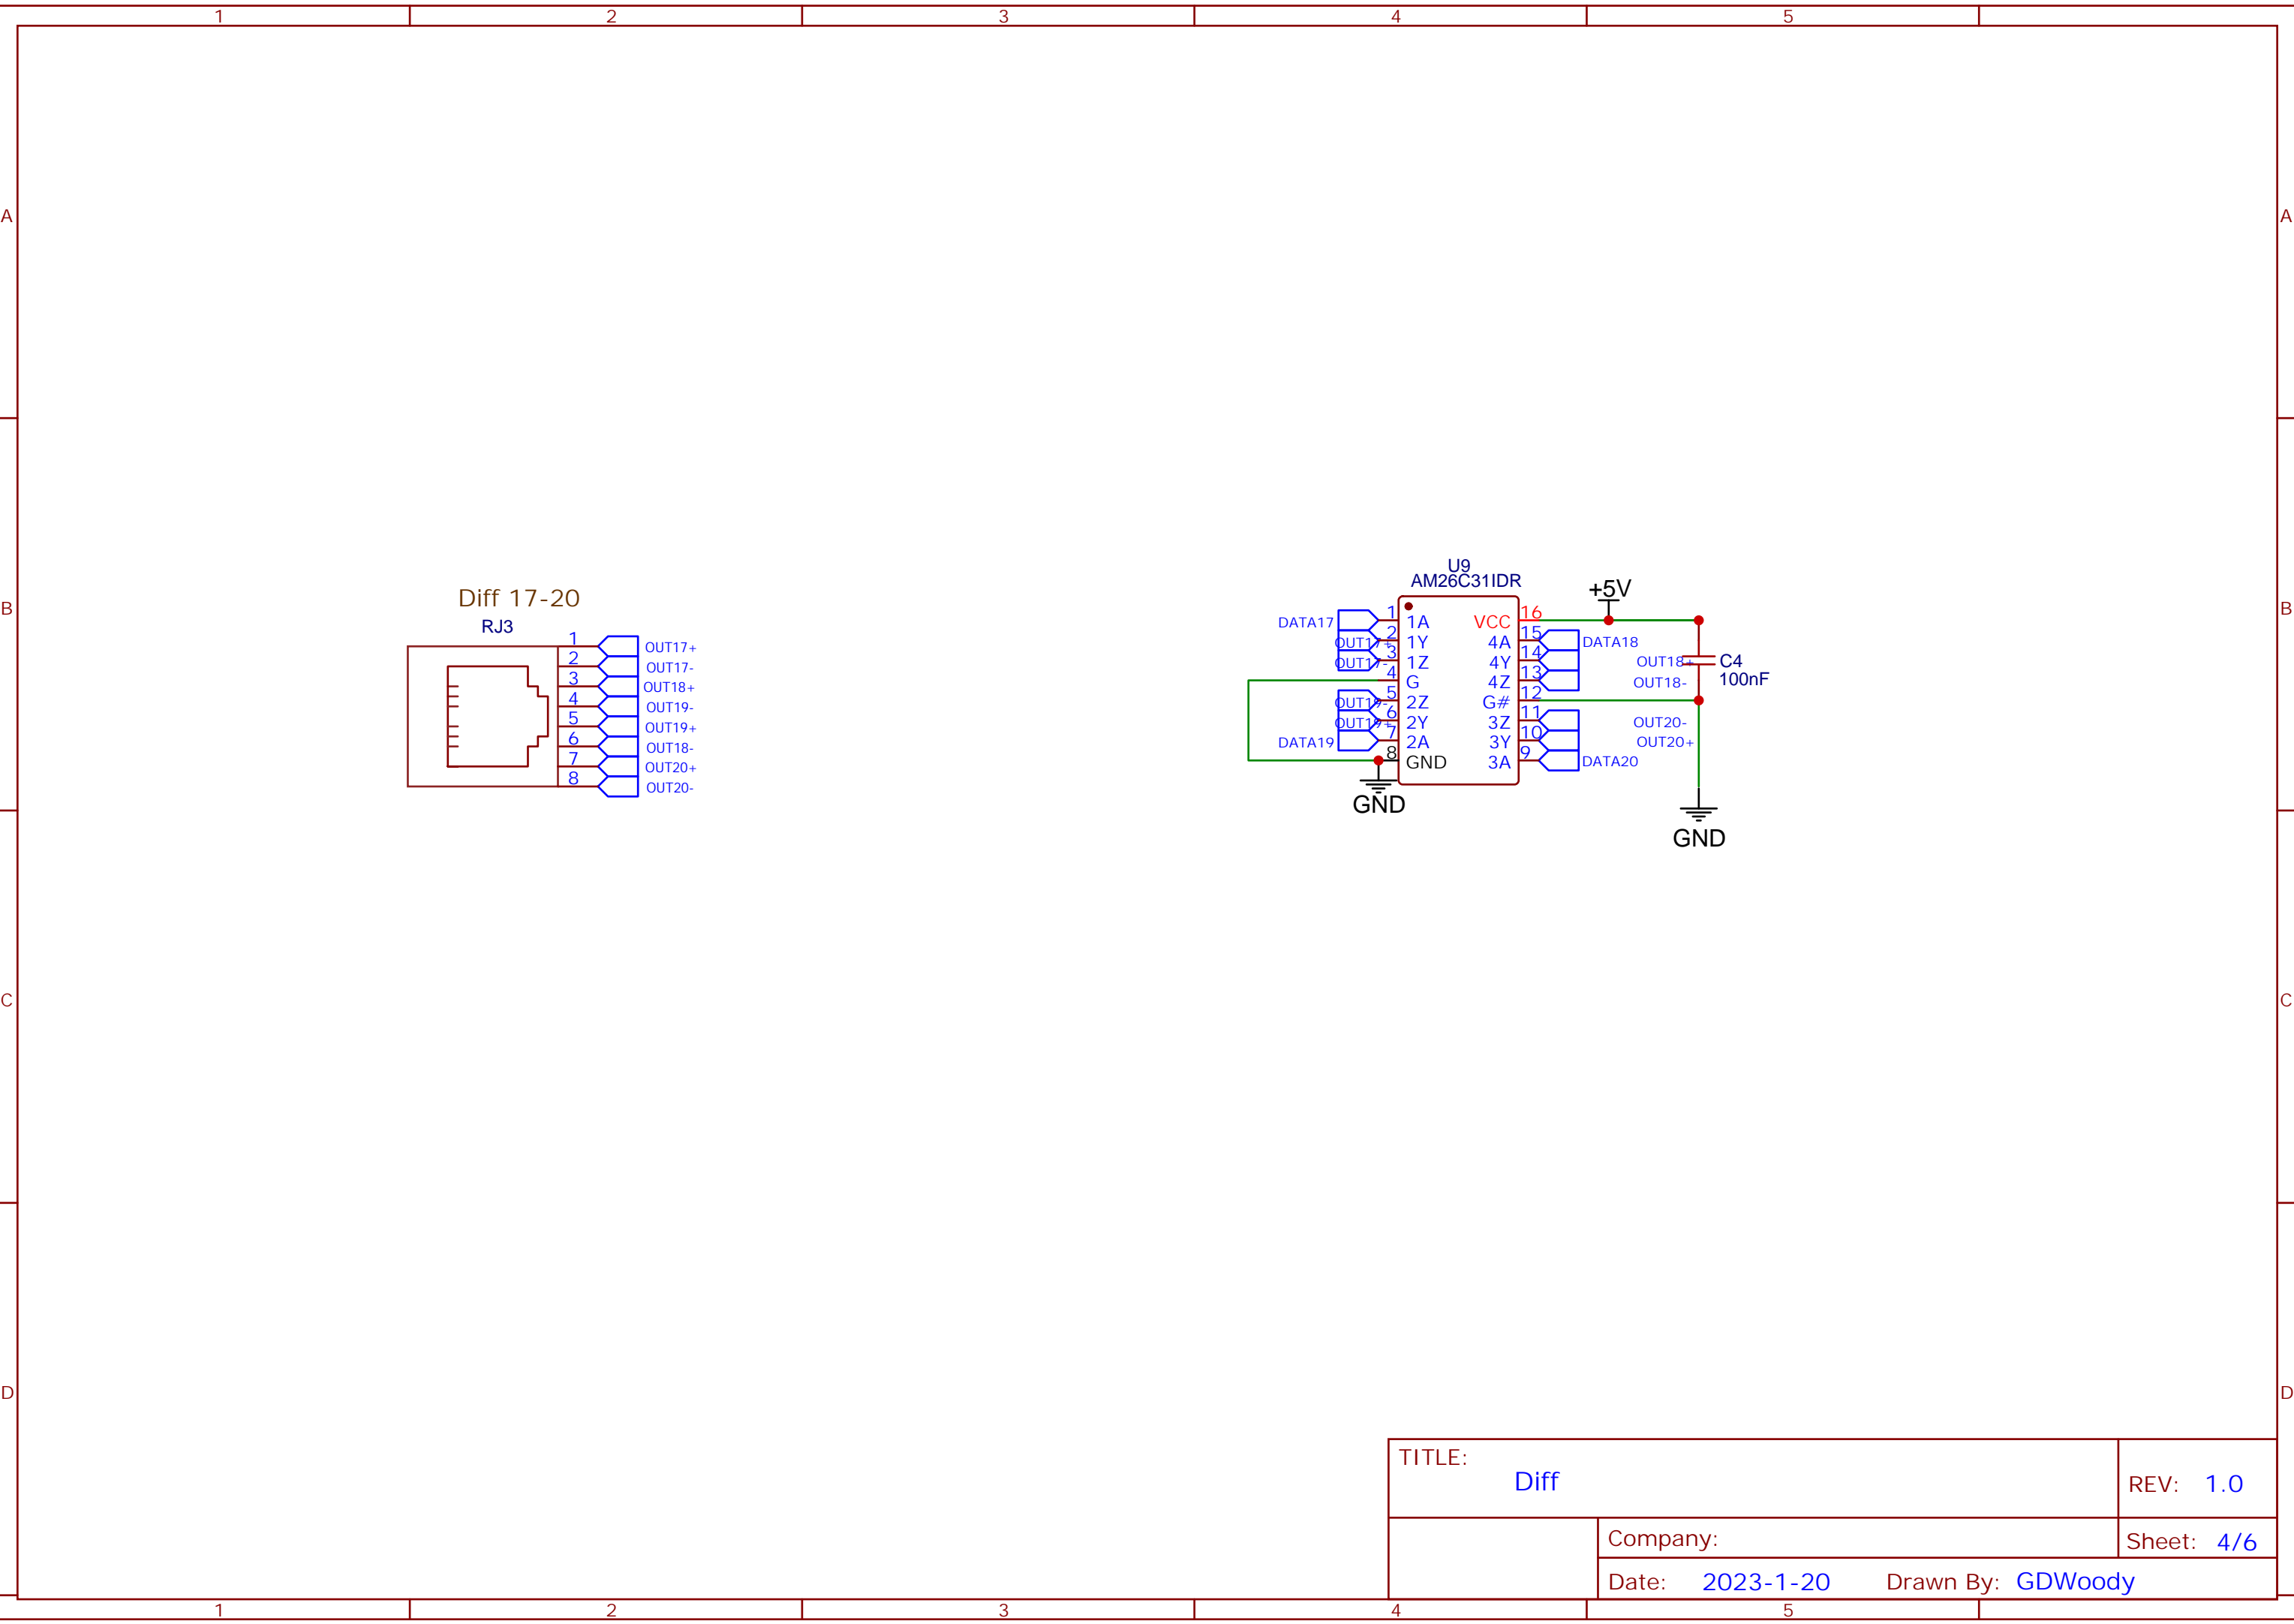 1 2 3 4 5
A A
B B
C C
D D
Diff 17-20
RJ3
1 OUT17+
2 OUT17-
3 OUT18+
4 OUT19-
5 OUT19+
6 OUT18-
7 OUT20+
8 OUT20-
U9
AM26C31IDR
+5V
DATA17 1 1A VCC 16
OUT17+ 2 1Y 4A 15 DATA18
OUT17- 3 1Z 4Y 14 OUT18+
4 G 4Z 13 OUT18-
OUT19- 5 2Z G# 12
OUT19+ 6 2Y 3Z 11 OUT20-
DATA19 7 2A 3Y 10 OUT20+
8 GND 3A 9 DATA20
C4
100nF
GND
GND
TITLE:
Diff
REV: 1.0
Company:
Sheet: 4/6
Date: 2023-1-20 Drawn By: GDWoody
1 2 3 4 5